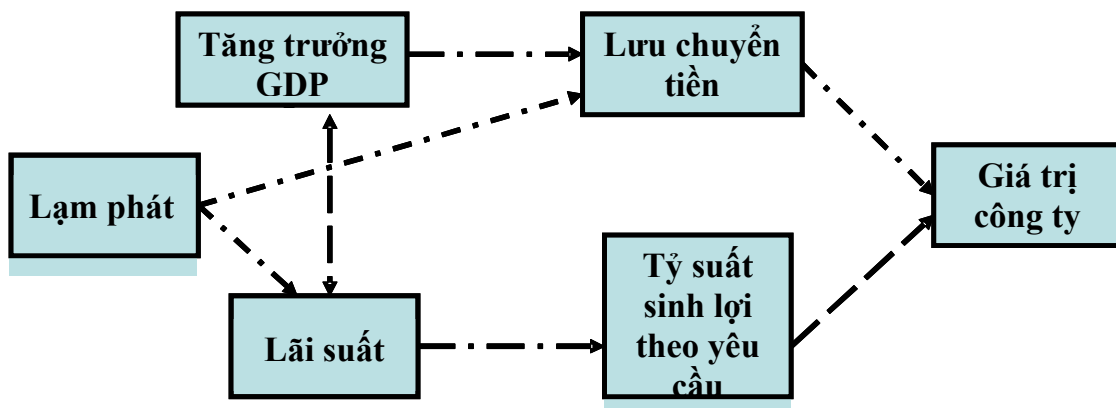 Tăng trưởng
GDP
Lưu chuyển
tiền
Lạm phát
Giá trị
công ty
Lãi suất
Tỷ suất
sinh lợi
theo yêu
cầu